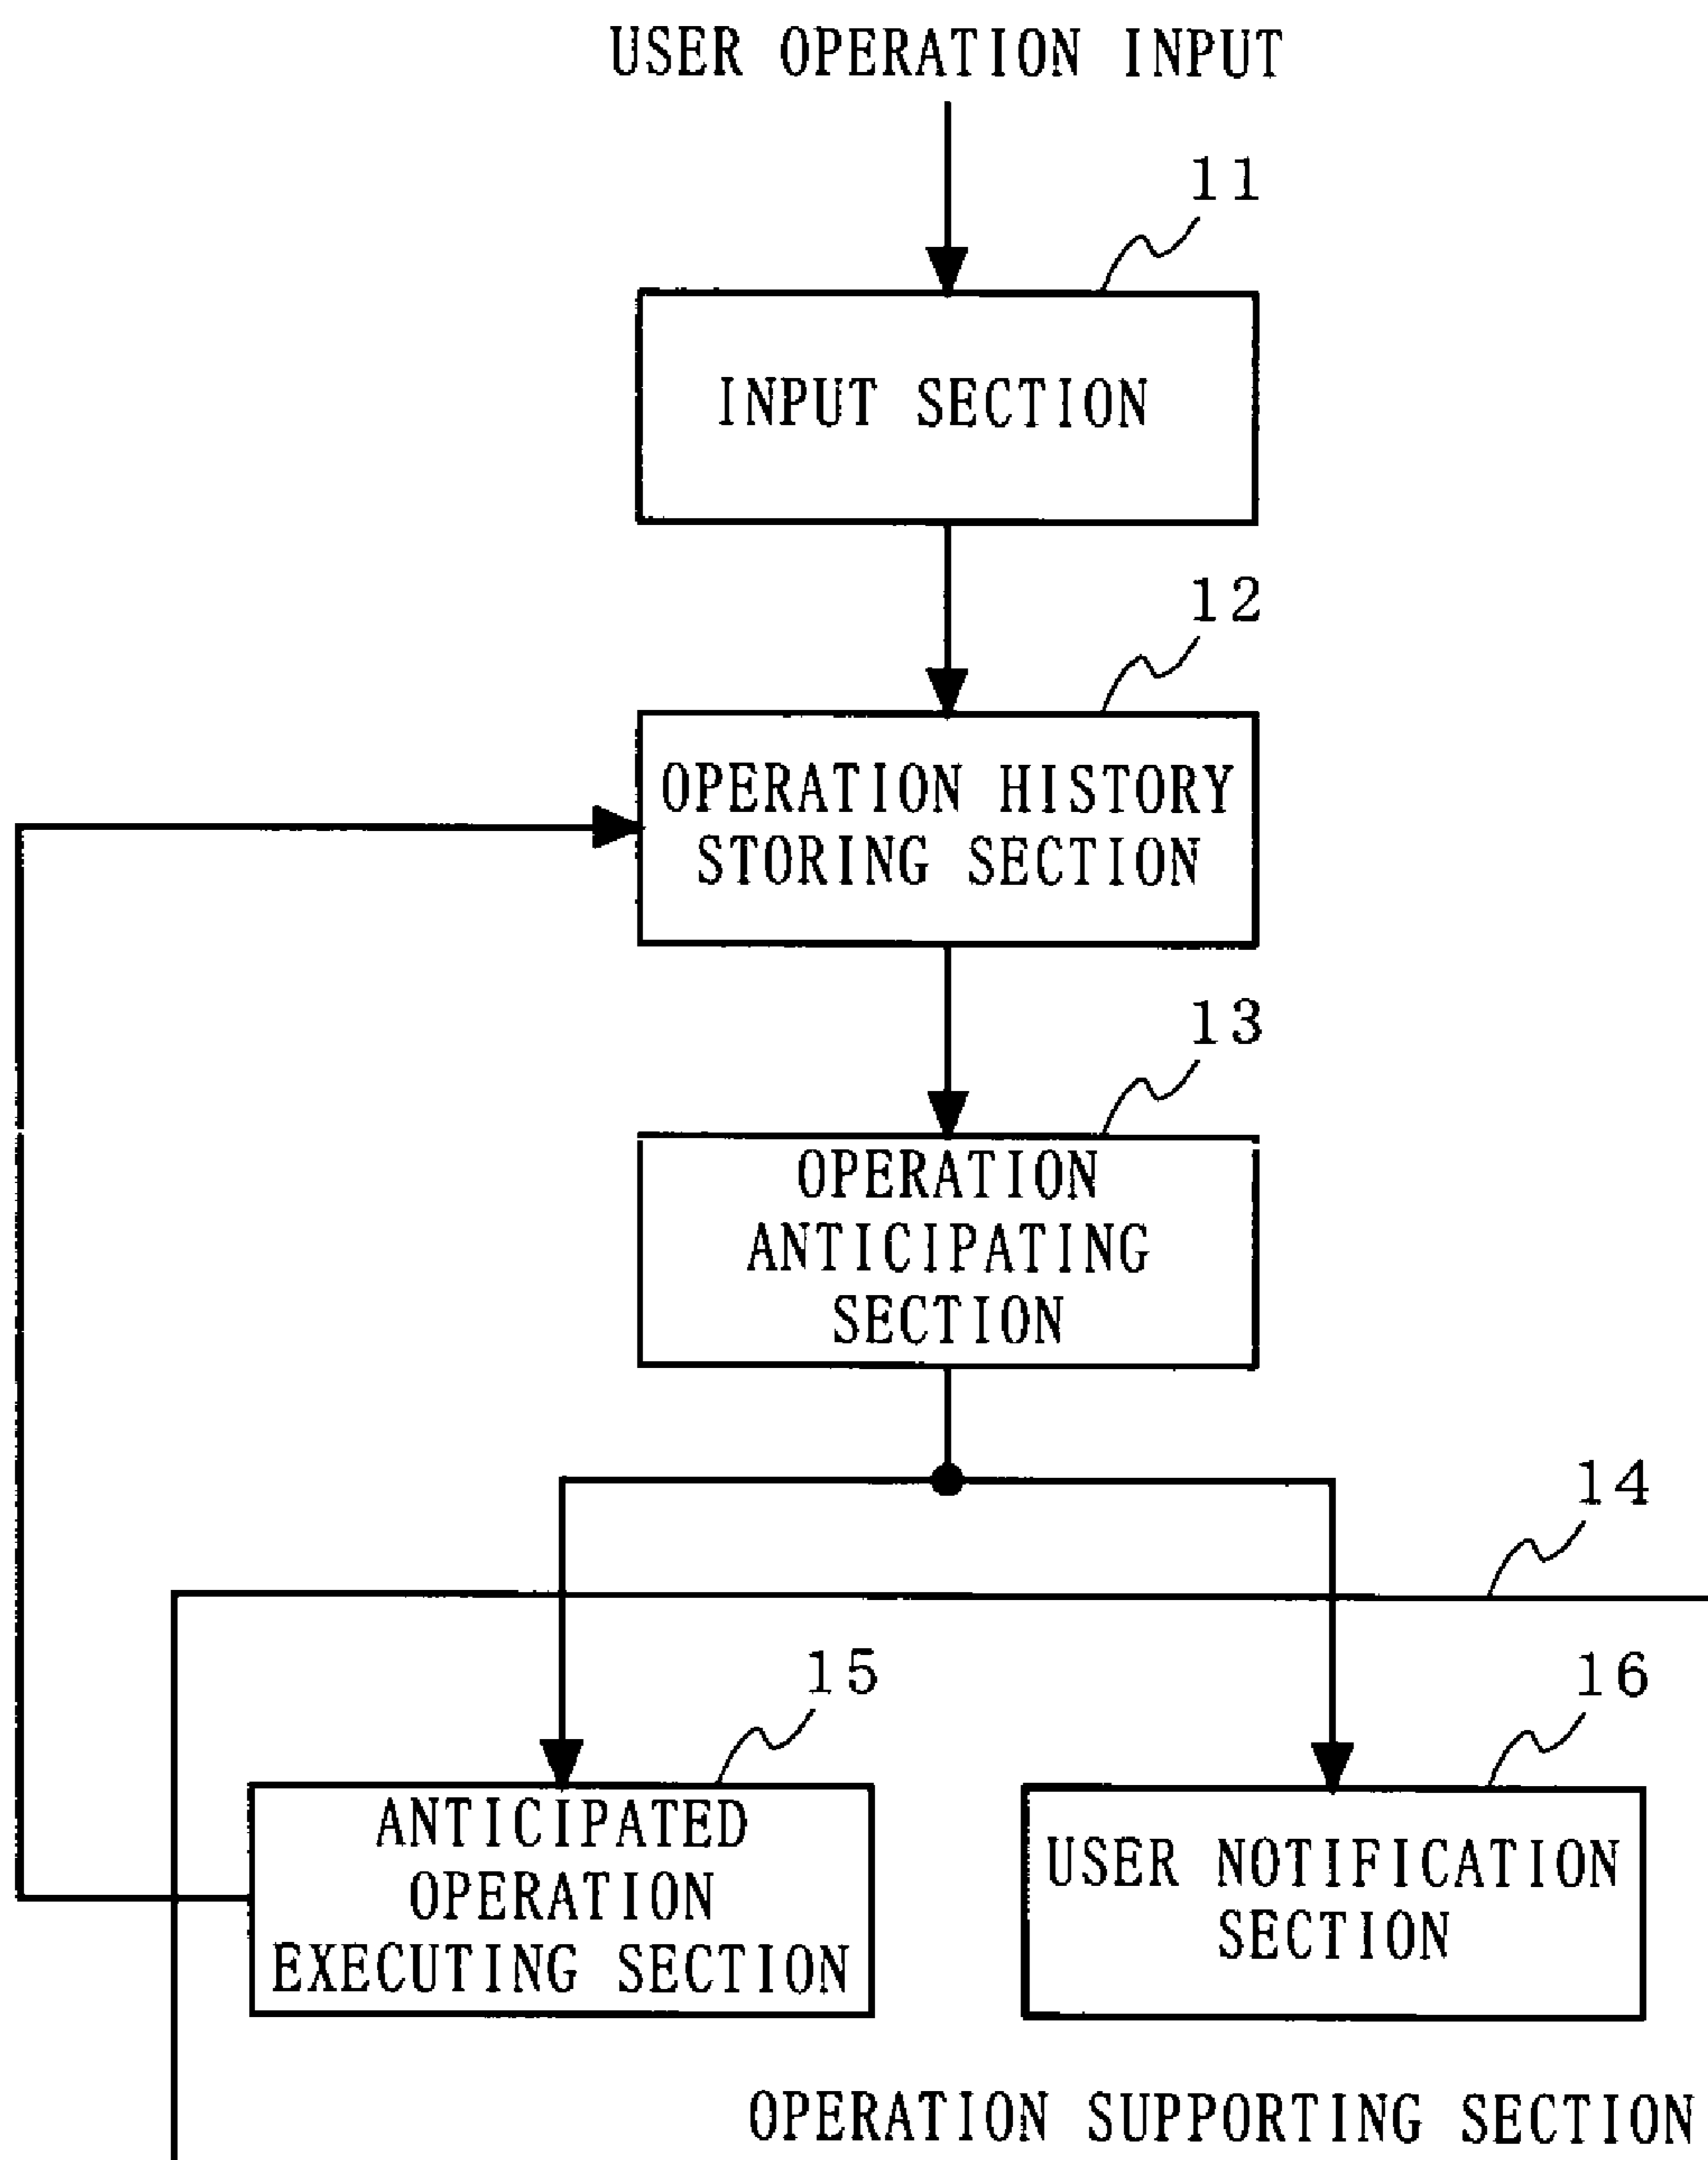 USER OPERATION INPUT
11
INPUT SECTION
12
OPERATION HISTORY
STORING SECTION
13
OPERATION
ANTICIPATING
SECTION
14
15
ANTICIPATED
OPERATION
EXECUTING SECTION
16
USER NOTIFICATION
SECTION
OPERATION SUPPORTING SECTION